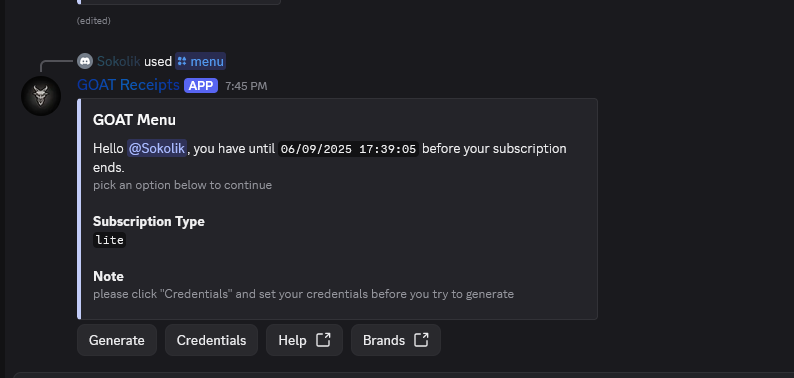 (edited)
Sokolik used menu
GOAT Receipts APP 7:45 PM
GOAT Menu
Hello @Sokolik, you have until 06/09/2025 17:39:05 before your subscription
ends.
pick an option below to continue
Subscription Type
lite
Note
please click "Credentials" and set your credentials before you try to generate
Generate Credentials Help Brands